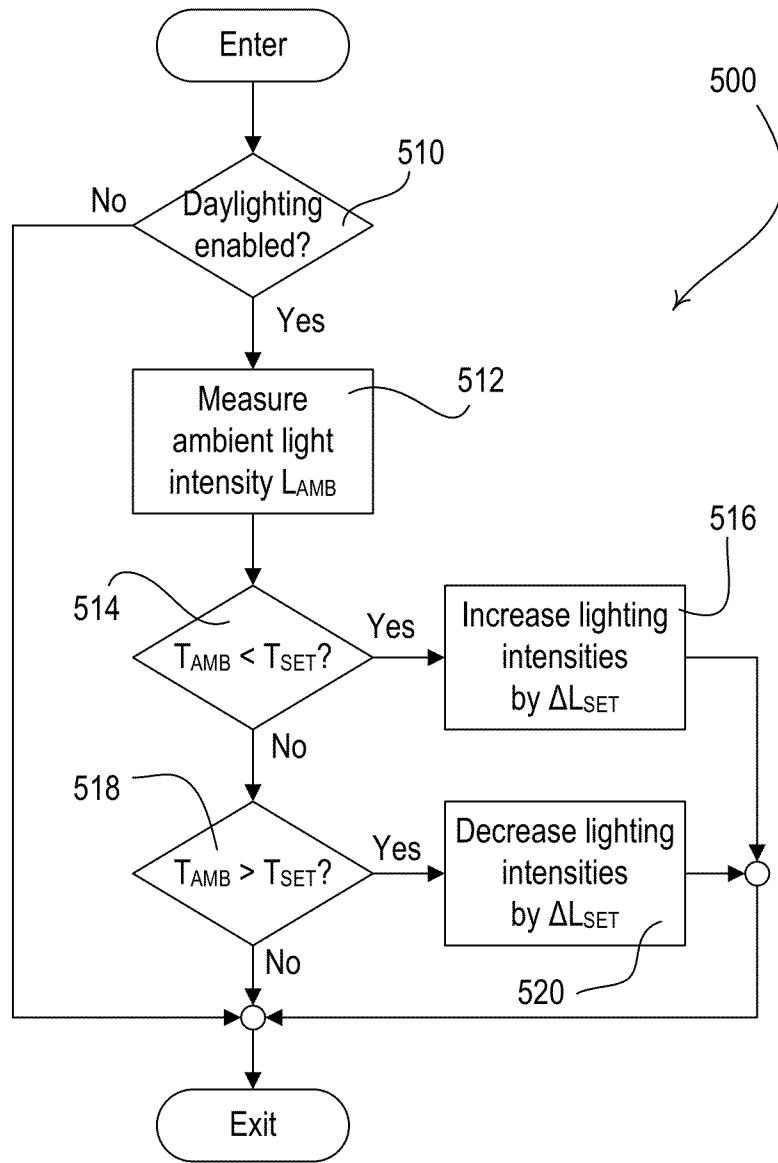 Enter
500
510
No
Daylighting
enabled?
Yes
512
Measure
ambient light
intensity LAMB
516
514
Yes
Increase lighting
intensities
by ΔLSET
TAMB < TSET?
No
518
Yes
Decrease lighting
intensities
by ΔLSET
TAMB > TSET?
No
520
Exit